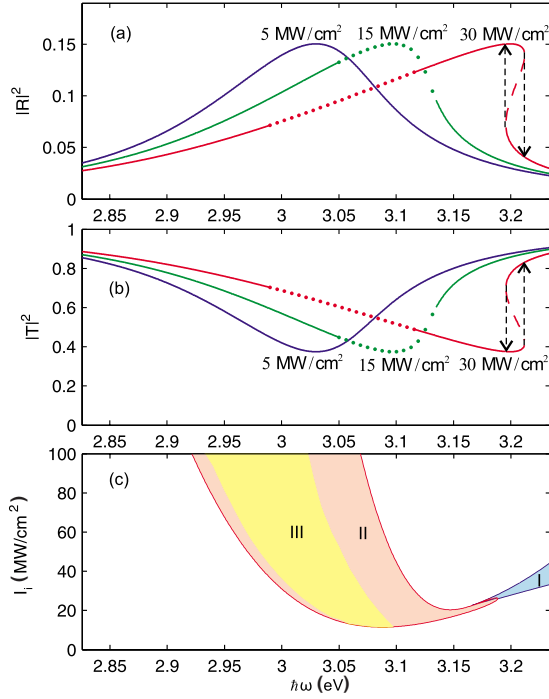 (a)
5 MW/cm² 15 MW/cm² 30 MW/cm²
|R|²
0.15
0.1
0.05
0
2.85 2.9 2.95 3 3.05 3.1 3.15 3.2
(b)
|T|²
1
0.8
0.6
0.4
0.2
0
5 MW/cm² 15 MW/cm² 30 MW/cm²
2.85 2.9 2.95 3 3.05 3.1 3.15 3.2
(c)
I_i (MW/cm²)
100
80
60
40
20
0
III II I
2.85 2.9 2.95 3 3.05 3.1 3.15 3.2
ħω (eV)